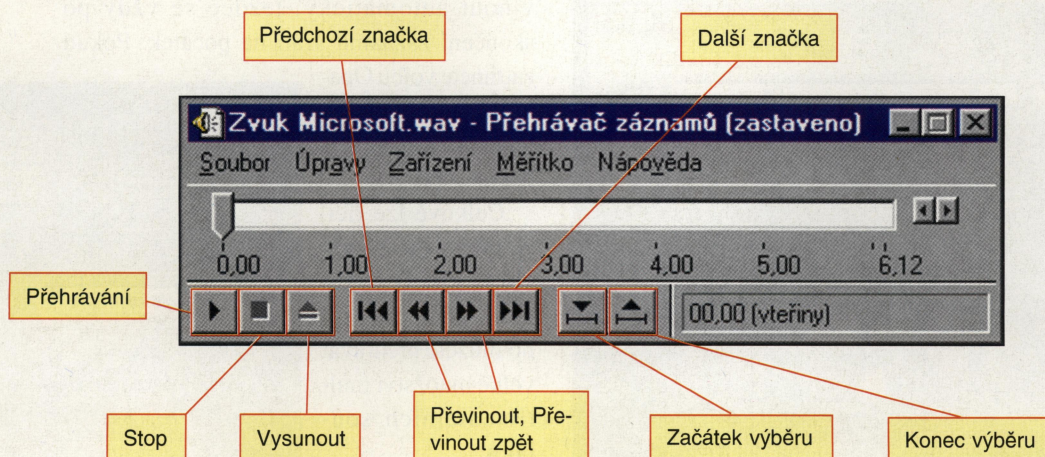 Předchozí značka
Další značka
Zvuk Microsoft.wav - Přehrávač záznamů (zastaveno)
Soubor Úpravy Zařízení Měřítko Nápověda
0,00 1,00 2,00 3,00 4,00 5,00 6,12
Přehrávání
00,00 (vteřiny)
Stop
Vysunout
Převinout, Pře-
vinout zpět
Začátek výběru
Konec výběru